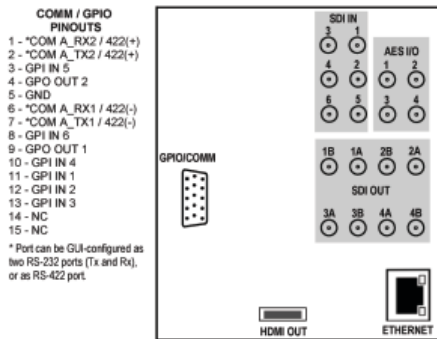 COMM / GPIO
PINOUTS
1 - *COM A_RX2 / 422(+)
2 - *COM A_TX2 / 422(+)
3 - GPI IN 5
4 - GPO OUT 2
5 - GND
6 - *COM A_RX1 / 422(-)
7 - *COM A_TX1 / 422(-)
8 - GPI IN 6
9 - GPO OUT 1
10 - GPI IN 4
11 - GPI IN 1
12 - GPI IN 2
13 - GPI IN 3
14 - NC
15 - NC
* Port can be GUI-configured as
two RS-232 ports (Tx and Rx),
or as RS-422 port.
GPIO/COMM
SDI IN
3 1
4 2
6 5
AES I/O
1 2
3 4
1B 1A 2B 2A
SDI OUT
3A 3B 4A 4B
HDMI OUT
ETHERNET